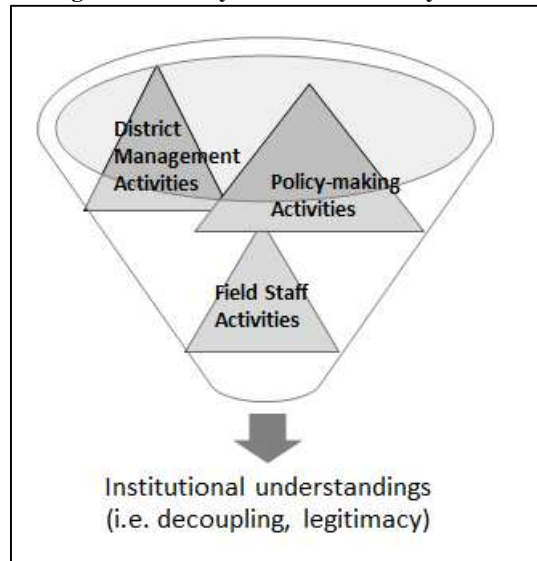 District
Management
Activities
Policy-making
Activities
Field Staff
Activities
Institutional understandings
(i.e. decoupling, legitimacy)